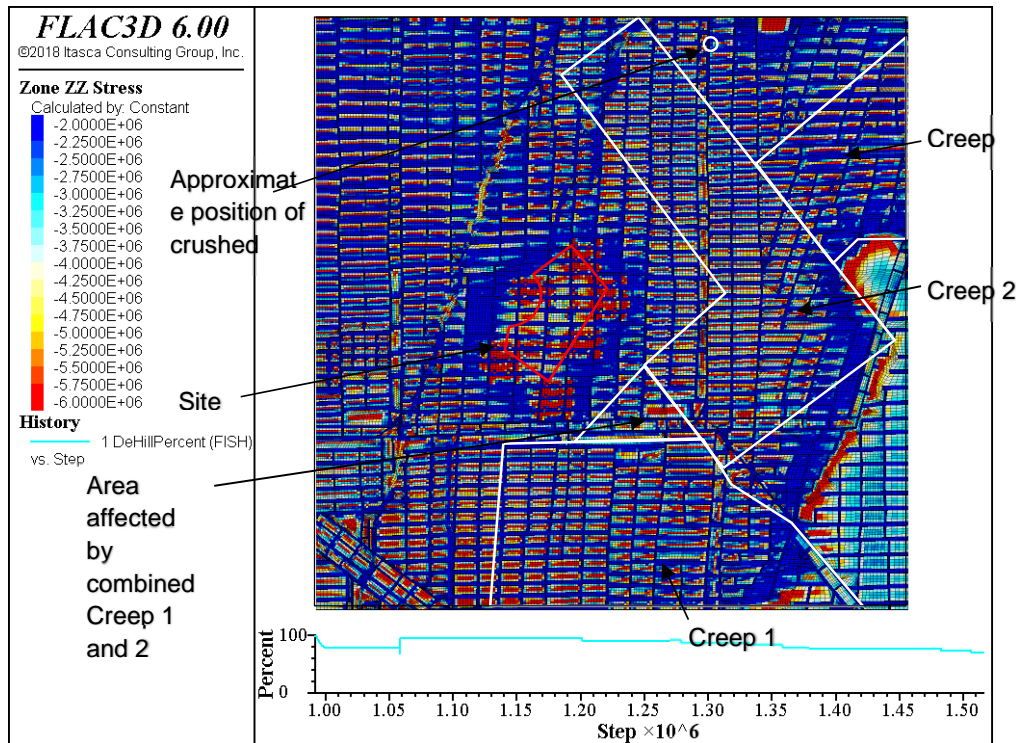 FLAC3D 6.00
©2018 Itasca Consulting Group, Inc.
Zone ZZ Stress
Calculated by: Constant
-2.0000E+06
-2.2500E+06
-2.5000E+06
-2.7500E+06
-3.0000E+06
-3.2500E+06
-3.5000E+06
-3.7500E+06
-4.0000E+06
-4.2500E+06
-4.5000E+06
-4.7500E+06
-5.0000E+06
-5.2500E+06
-5.5000E+06
-5.7500E+06
-6.0000E+06
History
1 DeHillPercent (FISH)
vs. Step
Approximat
e position of
crushed
Site
Area
affected
by
combined
Creep 1
and 2
Creep
Creep 2
Creep 1
Percent
100
0
1.00 1.05 1.10 1.15 1.20 1.25 1.30 1.35 1.40 1.45 1.50
Step ×10^6